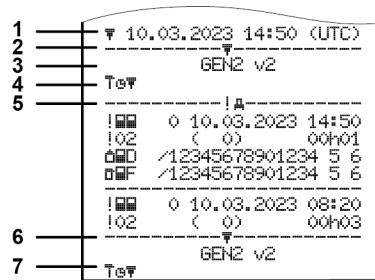 1 ▼ 10.03.2023 14:50 (UTC)
2 --------------▼--------------
3 GEN2 v2
4 T▼
5 --------------!--------------
! 0 10.03.2023 14:50
!02 ( 0) 00h01
D /12345678901234 5 6
F /12345678901234 5 6
! 0 10.03.2023 08:20
!02 ( 0) 00h03
6 --------------▼--------------
GEN2 v2
7 T▼